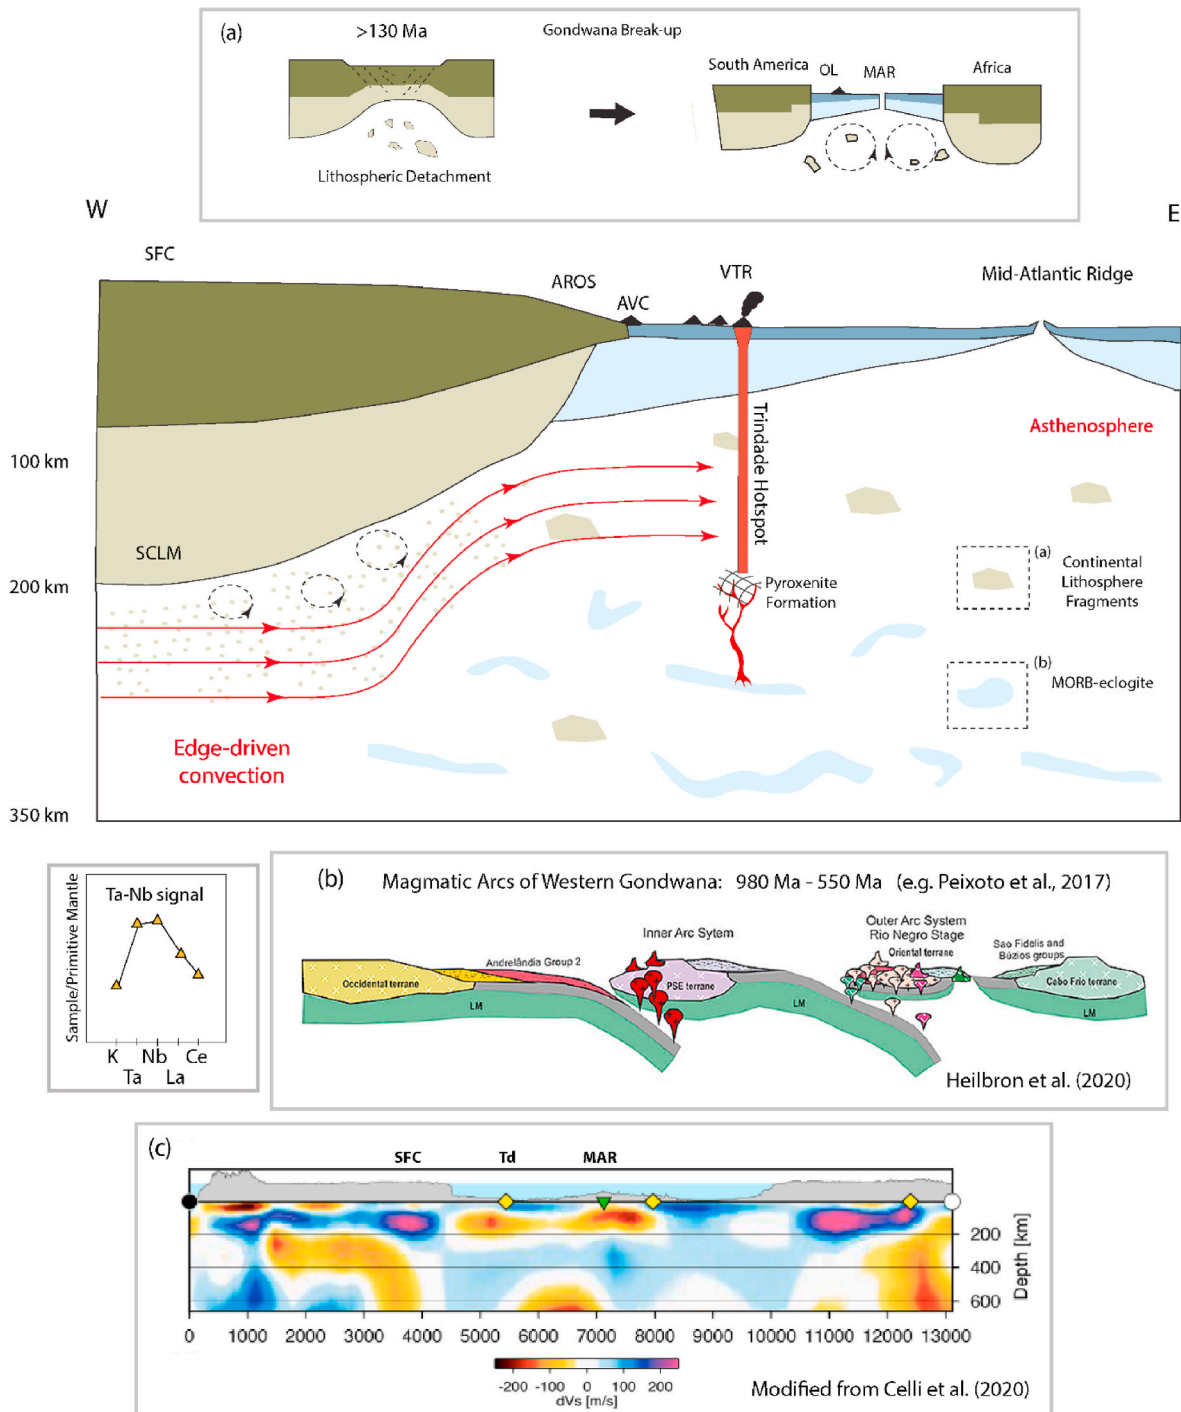 (a)
>130 Ma
Gondwana Break-up
South America
OL
MAR
Africa
Lithospheric Detachment
W
E
SFC
AROS
AVC
VTR
Mid-Atlantic Ridge
Trindade Hotspot
Asthenosphere
100 km
SCLM
200 km
Pyroxenite
Formation
(a)
Continental
Lithosphere
Fragments
(b)
MORB-eclogite
Edge-driven
convection
350 km
Ta-Nb signal
Sample/Primitive Mantle
K
Nb
Ce
Ta
La
(b)
Magmatic Arcs of Western Gondwana: 980 Ma - 550 Ma (e.g. Peixoto et al., 2017)
Inner Arc Sytem
Outer Arc System
Rio Negro Stage
Oriental terrane
Sao Fidelis and
Búzios groups
Andrelândia Group 2
Occidental terrane
PSE terrane
Cabo Frio terrane
LM
LM
LM
Heilbron et al. (2020)
(c)
SFC
Td
MAR
200
400
600
Depth [km]
0 1000 2000 3000 4000 5000 6000 7000 8000 9000 10000 11000 12000 13000
-200 -100 0 100 200
dVs [m/s]
Modified from Celli et al. (2020)